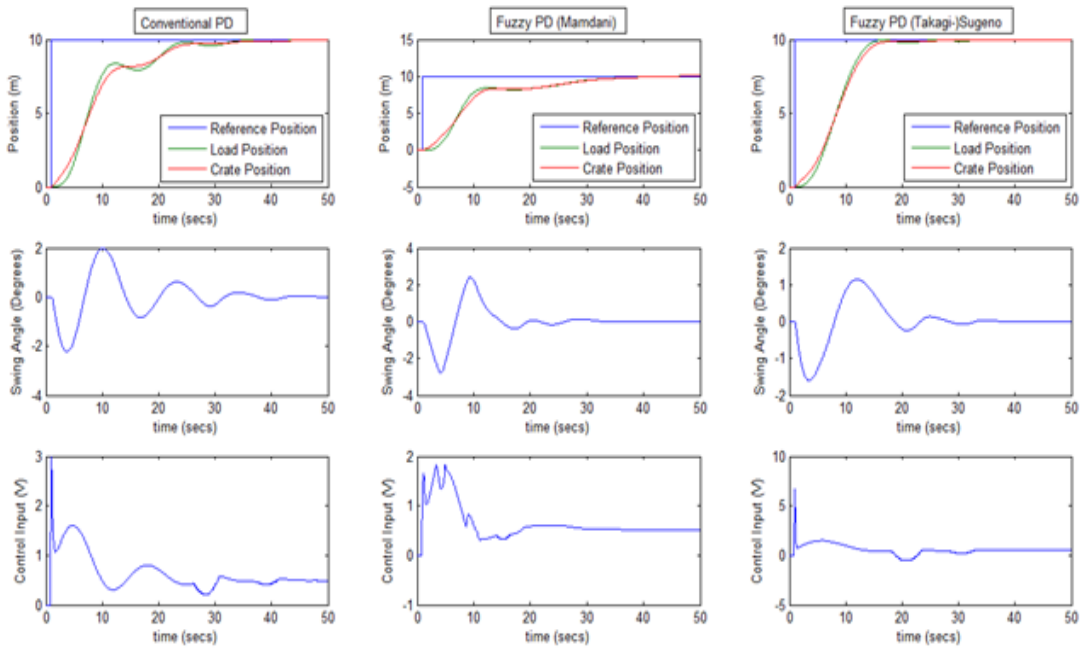 Conventional PD
Fuzzy PD (Mamdani)
Fuzzy PD (Takagi-)Sugeno
10
5
0
Position (m)
Reference Position
Load Position
Crate Position
0 10 20 30 40 50
time (secs)
15
10
5
0
-5
Position (m)
Reference Position
Load Position
Crate Position
0 10 20 30 40 50
time (secs)
10
5
0
Position (m)
Reference Position
Load Position
Crate Position
0 10 20 30 40 50
time (secs)
2
0
-2
-4
Swing Angle (Degrees)
0 10 20 30 40 50
time (secs)
4
2
0
-2
-4
Swing Angle (Degrees)
0 10 20 30 40 50
time (secs)
2
1
0
-1
-2
Swing Angle (Degrees)
0 10 20 30 40 50
time (secs)
3
2
1
0
Control Input (V)
0 10 20 30 40 50
time (secs)
2
1
0
-1
Control Input (V)
0 10 20 30 40 50
time (secs)
10
5
0
-5
Control Input (V)
0 10 20 30 40 50
time (secs)